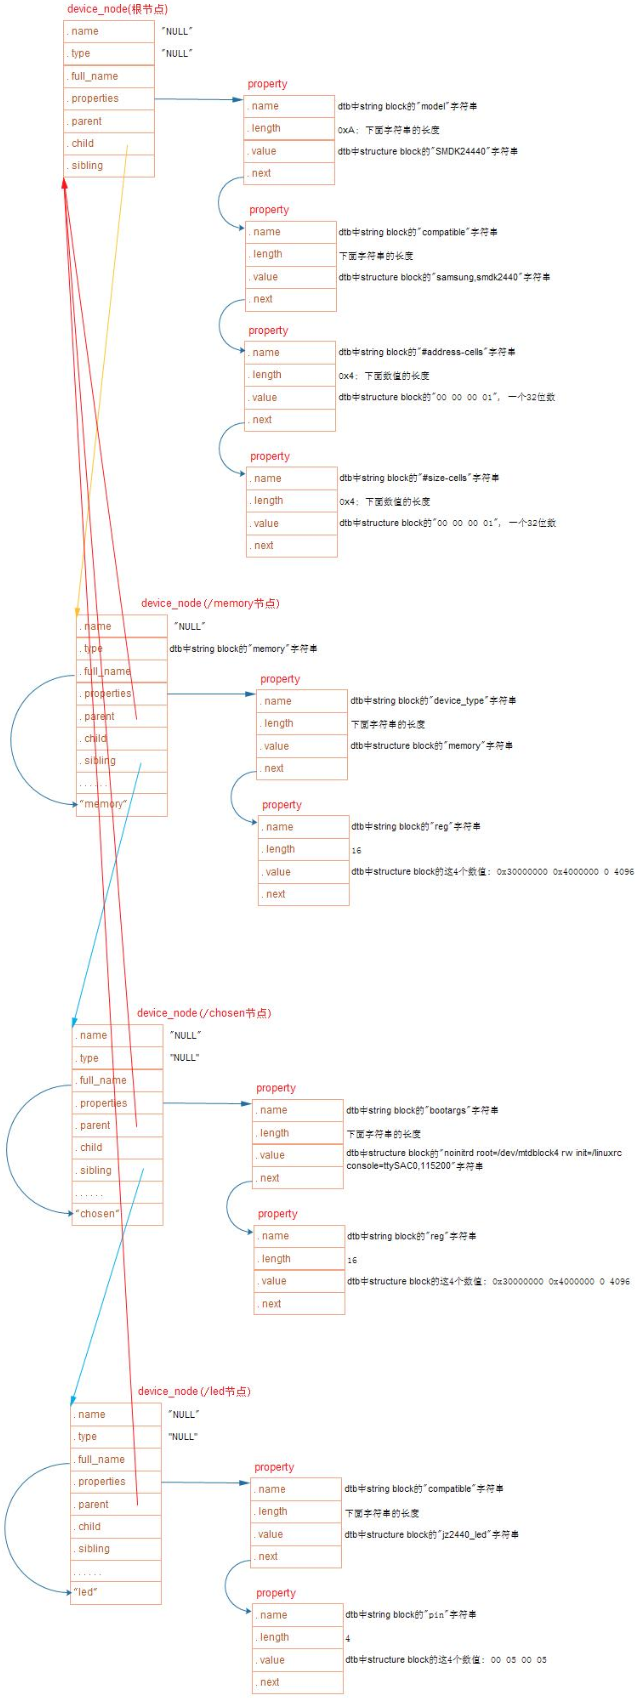 device_node(根节点)
.name "NULL"
.type "NULL"
.full_name
.properties
.parent
.child
.sibling
property
.name dtb中string block的"model"字符串
.length 0xA; 下面字符串的长度
.value dtb中structure block的"SMDK24440"字符串
.next
property
.name dtb中string block的"compatible"字符串
.length 下面字符串的长度
.value dtb中structure block的"samsung,smdk2440"字符串
.next
property
.name dtb中string block的"#address-cells"字符串
.length 0x4; 下面数值的长度
.value dtb中structure block的"00 00 00 01", 一个32位数
.next
property
.name dtb中string block的"#size-cells"字符串
.length 0x4; 下面数值的长度
.value dtb中structure block的"00 00 00 01", 一个32位数
.next
device_node(/memory节点)
.name "NULL"
.type dtb中string block的"memory"字符串
.full_name
.properties
.parent
.child
.sibling
......
"memory"
property
.name dtb中string block的"device_type"字符串
.length 下面字符串的长度
.value dtb中structure block的"memory"字符串
.next
property
.name dtb中string block的"reg"字符串
.length 16
.value dtb中structure block的这4个数值: 0x30000000 0x4000000 0 4096
.next
device_node(/chosen节点)
.name "NULL"
.type "NULL"
.full_name
.properties
.parent
.child
.sibling
......
"chosen"
property
.name dtb中string block的"bootargs"字符串
.length 下面字符串的长度
.value dtb中structure block的"noinitrd root=/dev/mtdblock4 rw init=/linuxrc
console=ttySAC0,115200"字符串
.next
property
.name dtb中string block的"reg"字符串
.length 16
.value dtb中structure block的这4个数值: 0x30000000 0x4000000 0 4096
.next
device_node(/led节点)
.name "NULL"
.type "NULL"
.full_name
.properties
.parent
.child
.sibling
......
"led"
property
.name dtb中string block的"compatible"字符串
.length 下面字符串的长度
.value dtb中structure block的"jz2440_led"字符串
.next
property
.name dtb中string block的"pin"字符串
.length 4
.value dtb中structure block的这4个数值: 00 05 00 05
.next